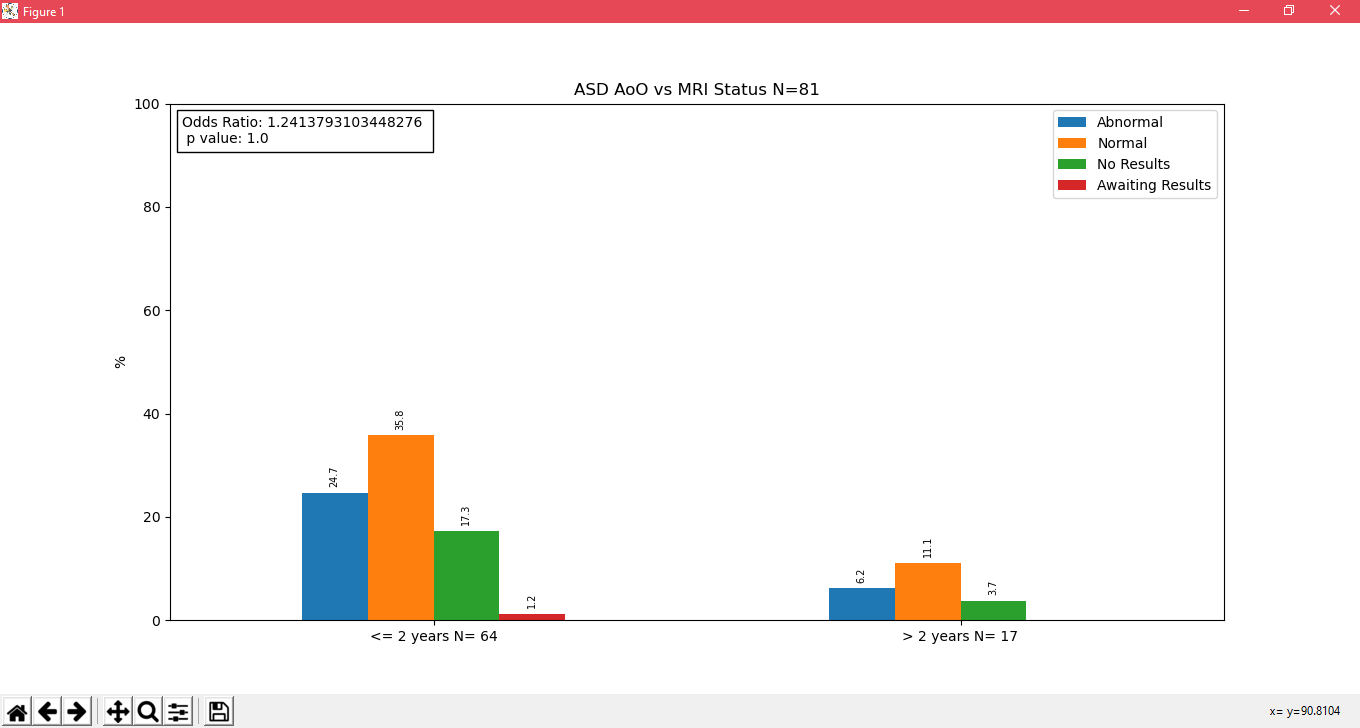 Figure 1
ASD AoO vs MRI Status N=81
100
80
60
40
20
0
%
Odds Ratio: 1.2413793103448276
p value: 1.0
Abnormal
Normal
No Results
Awaiting Results
24.7
35.8
17.3
1.2
6.2
11.1
3.7
<= 2 years N= 64
> 2 years N= 17
x= y=90.8104